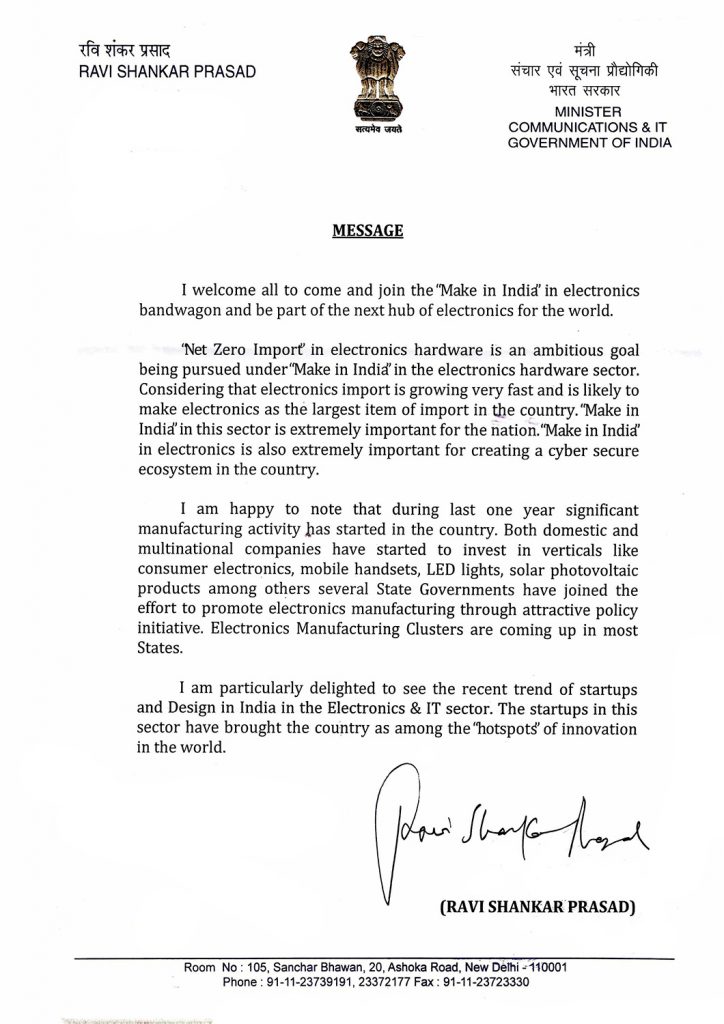 रवि शंकर प्रसाद
RAVI SHANKAR PRASAD
सत्यमेव जयते
मंत्री
संचार एवं सूचना प्रौद्योगिकी
भारत सरकार
MINISTER
COMMUNICATIONS & IT
GOVERNMENT OF INDIA
MESSAGE
I welcome all to come and join the "Make in India" in electronics
bandwagon and be part of the next hub of electronics for the world.
"Net Zero Import" in electronics hardware is an ambitious goal
being pursued under "Make in India" in the electronics hardware sector.
Considering that electronics import is growing very fast and is likely to
make electronics as the largest item of import in the country. "Make in
India" in this sector is extremely important for the nation. "Make in India"
in electronics is also extremely important for creating a cyber secure
ecosystem in the country.
I am happy to note that during last one year significant
manufacturing activity has started in the country. Both domestic and
multinational companies have started to invest in verticals like
consumer electronics, mobile handsets, LED lights, solar photovoltaic
products among others several State Governments have joined the
effort to promote electronics manufacturing through attractive policy
initiative. Electronics Manufacturing Clusters are coming up in most
States.
I am particularly delighted to see the recent trend of startups
and Design in India in the Electronics & IT sector. The startups in this
sector have brought the country as among the "hotspots" of innovation
in the world.
Ravi Shankar Prasad
(RAVI SHANKAR PRASAD)
Room No : 105, Sanchar Bhawan, 20, Ashoka Road, New Delhi - 110001
Phone : 91-11-23739191, 23372177 Fax : 91-11-23723330